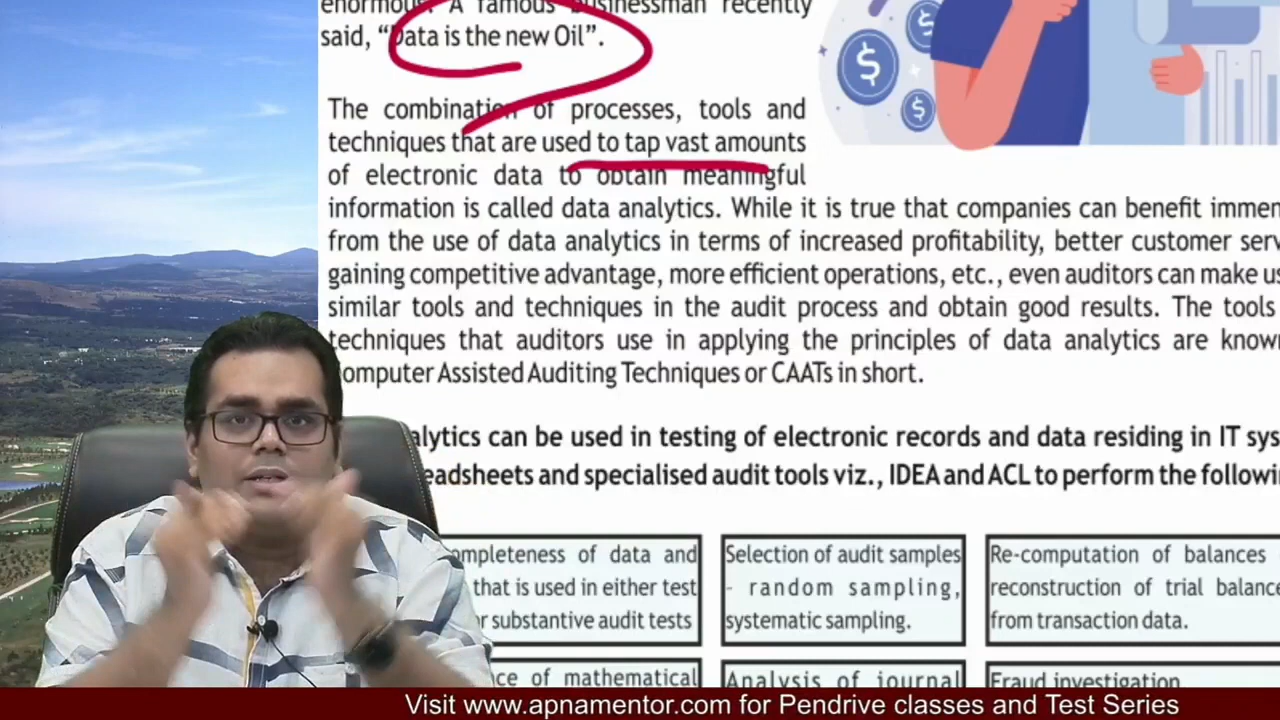 enormous. A famous businessman recently
said, “Data is the new Oil”.
The combination of processes, tools and
techniques that are used to tap vast amounts
of electronic data to obtain meaningful
information is called data analytics. While it is true that companies can benefit immen
from the use of data analytics in terms of increased profitability, better customer serv
gaining competitive advantage, more efficient operations, etc., even auditors can make us
similar tools and techniques in the audit process and obtain good results. The tools
techniques that auditors use in applying the principles of data analytics are known
omputer Assisted Auditing Techniques or CAATs in short.
alytics can be used in testing of electronic records and data residing in IT sys
eadsheets and specialised audit tools viz., IDEA and ACL to perform the followi
ompleteness of data and
that is used in either test
r substantive audit tests
Selection of audit samples
- random sampling,
systematic sampling.
Re-computation of balances
reconstruction of trial balance
from transaction data.
ce of mathematical
Analysis of journal
Fraud investigation
Visit www.apnamentor.com for Pendrive classes and Test Series